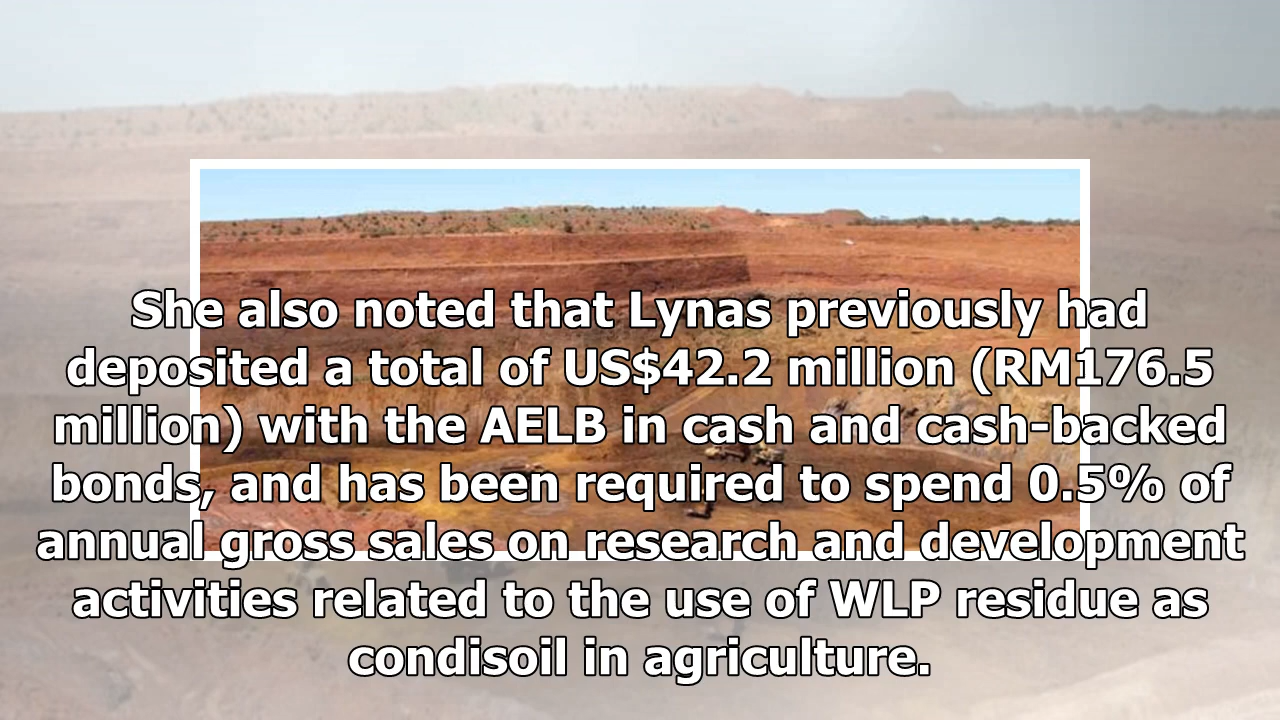 She also noted that Lynas previously had
deposited a total of US$42.2 million (RM176.5
million) with the AELB in cash and cash-backed
bonds, and has been required to spend 0.5% of
annual gross sales on research and development
activities related to the use of WLP residue as
condisoil in agriculture.